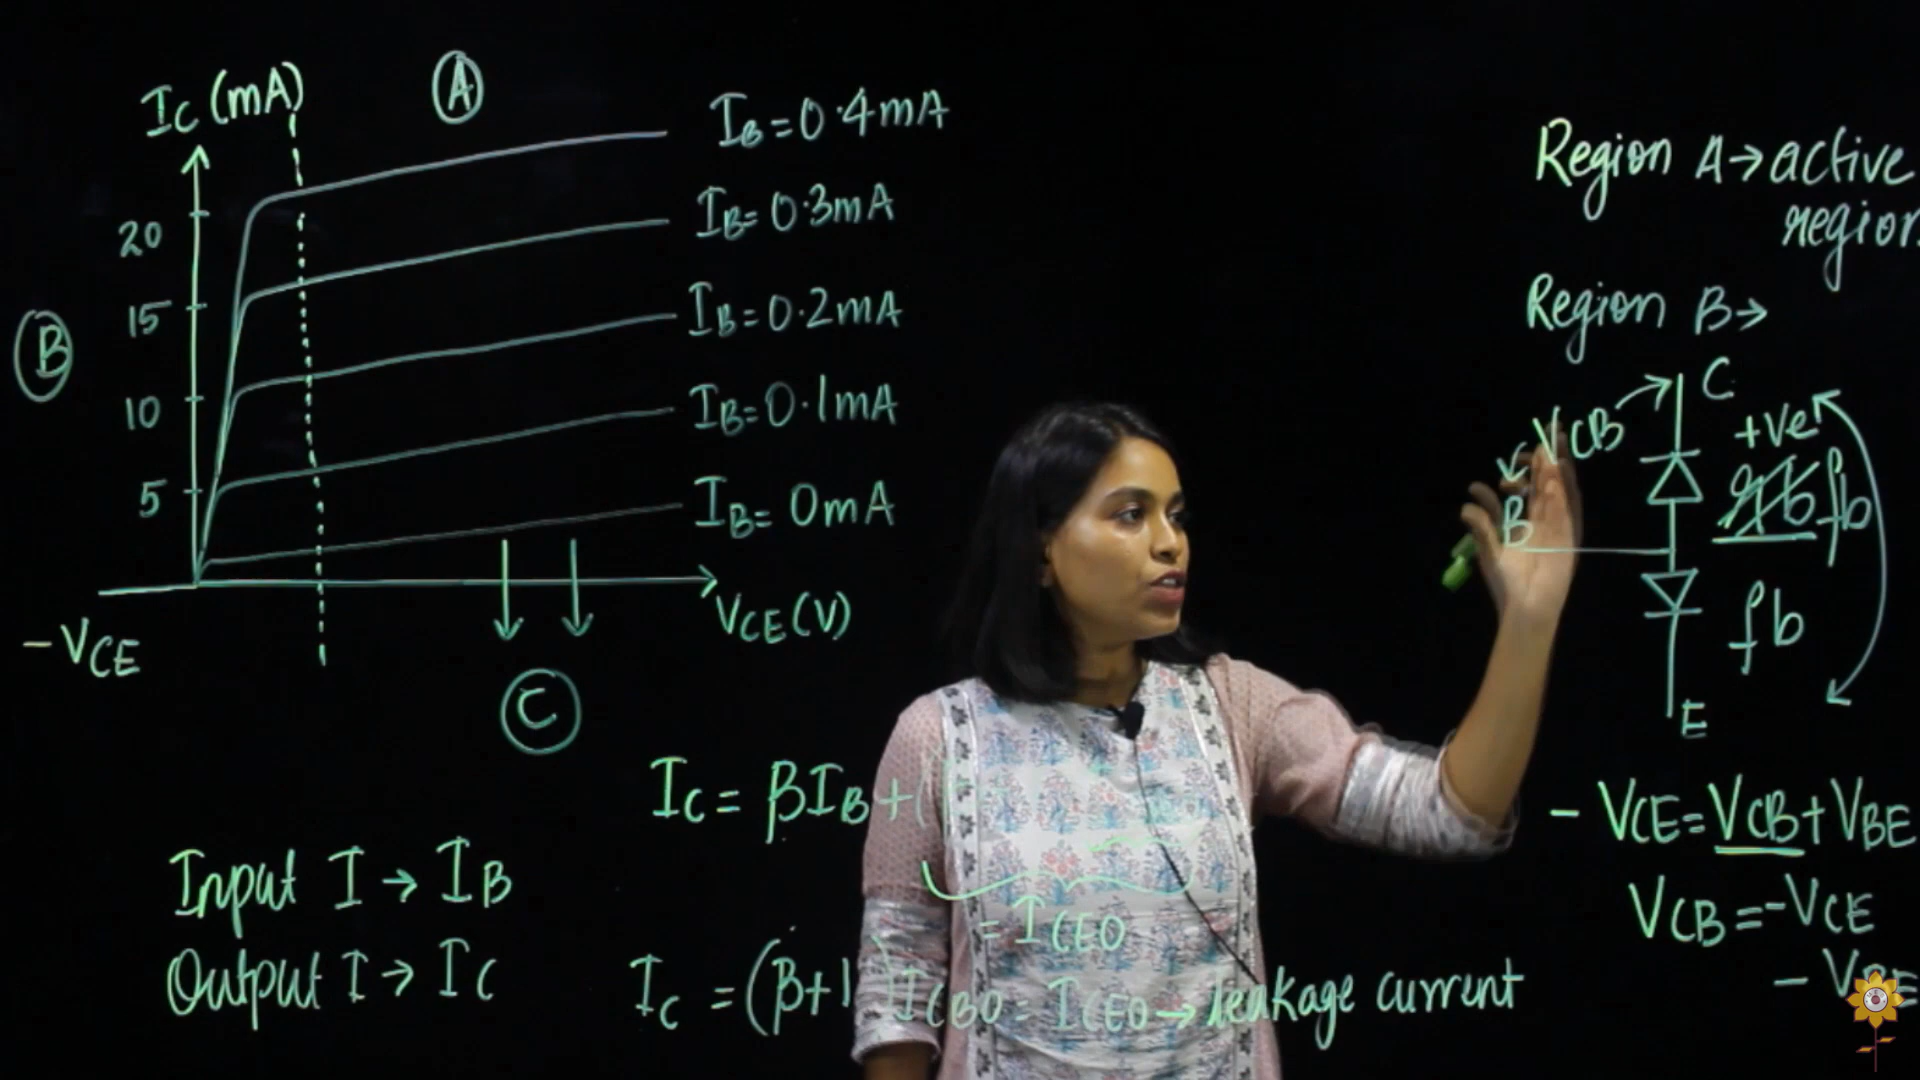 Ic (mA)
A
IB = 0.4mA
IB = 0.3mA
IB = 0.2mA
IB = 0.1mA
IB = 0mA
20
15
10
5
B
-VCE
VCE (V)
C
Input I → IB
Output I → Ic
Ic = βIB + (
= ICEO
Ic = (β+1) ICBO = ICEO → leakage current
Region A → active
region
Region B →
C
VCB
+ve
fb
B
fb
E
- VCE = VCB + VBE
VCB = -VCE
- VBE